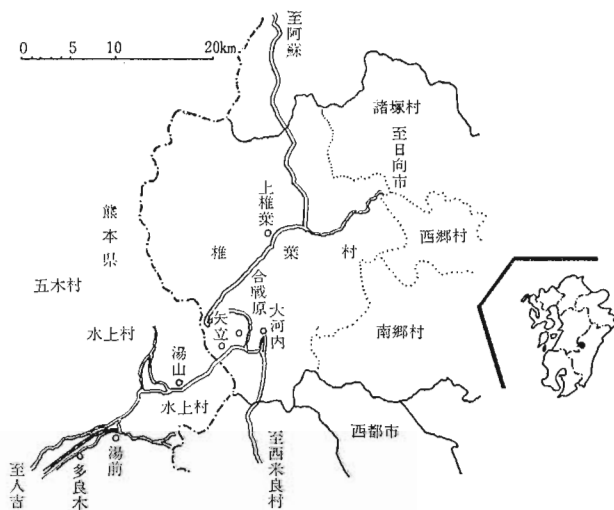 0 5 10 20km
至阿蘇
諸塚村
至日向市
上椎葉
熊本県
椎葉村
西郷村
五木村
合戦原
大河内
矢立
南郷村
水上村
湯山
水上村
西都市
至西米良村
湯前
多良木
至人吉